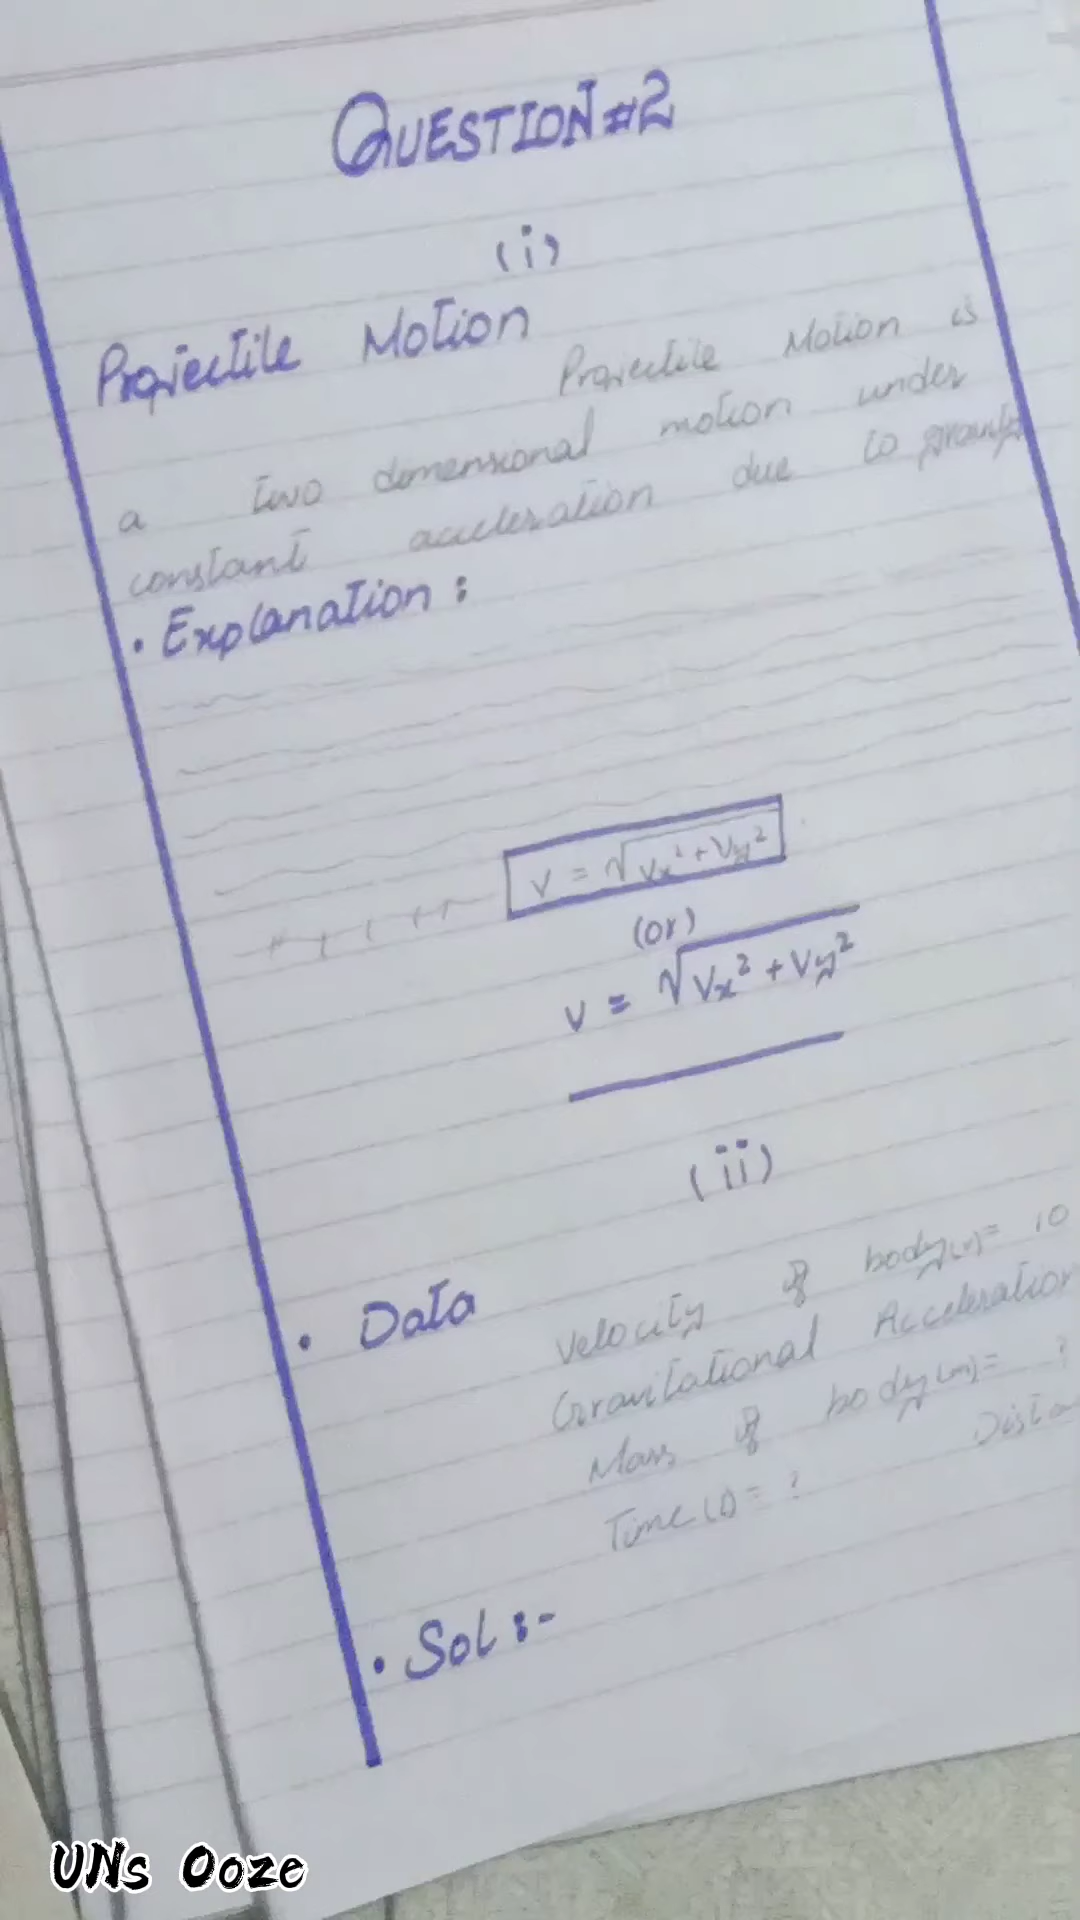 QUESTION#2
(i)
Projectile Motion
Projectile Motion is
a two dimensional motion under
constant acceleration due to gravity
• Explanation :
V = √Vx²+Vy²
(or)
V = √Vx² + Vy²
(ii)
• Data
Velocity of body(v)= 10
Gravitational Acceleration
Mass of body(m)= ?
Time(t)= ? Dista
• Sol :-
UNs Ooze